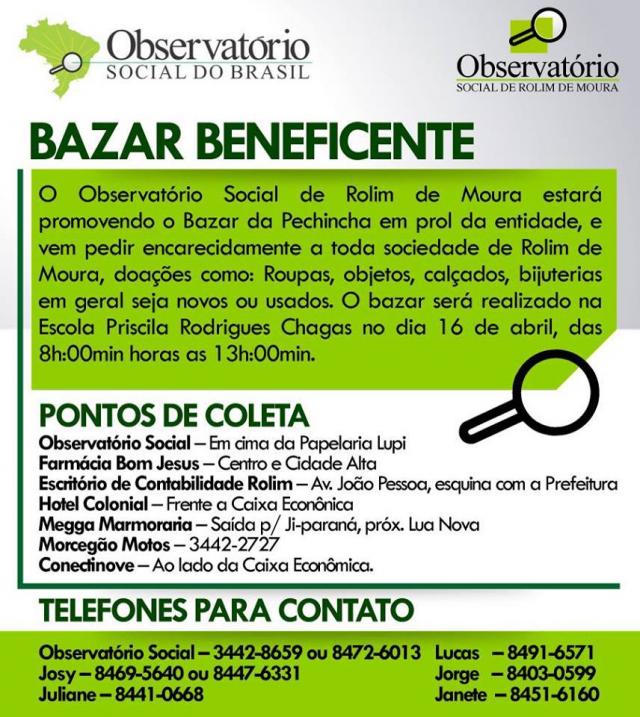 Observatório
SOCIAL DO BRASIL
Observatório
SOCIAL DE ROLIM DE MOURA
BAZAR BENEFICENTE
O Observatório Social de Rolim de Moura estará
promovendo o Bazar da Pechincha em prol da entidade, e
vem pedir encarecidamente a toda sociedade de Rolim de
Moura, doações como: Roupas, objetos, calçados, bijuterias
em geral seja novos ou usados. O bazar será realizado na
Escola Priscila Rodrigues Chagas no dia 16 de abril, das
8h:00min horas as 13h:00min.
PONTOS DE COLETA
Observatório Social – Em cima da Papelaria Lupi
Farmácia Bom Jesus – Centro e Cidade Alta
Escritório de Contabilidade Rolim – Av. João Pessoa, esquina com a Prefeitura
Hotel Colonial – Frente a Caixa Econônica
Megga Marmoraria – Saída p/ Ji-paraná, próx. Lua Nova
Morcegão Motos – 3442-2727
Conectinove – Ao lado da Caixa Econômica.
TELEFONES PARA CONTATO
Observatório Social – 3442-8659 ou 8472-6013 Lucas – 8491-6571
Josy – 8469-5640 ou 8447-6331 Jorge – 8403-0599
Juliane – 8441-0668 Janete – 8451-6160